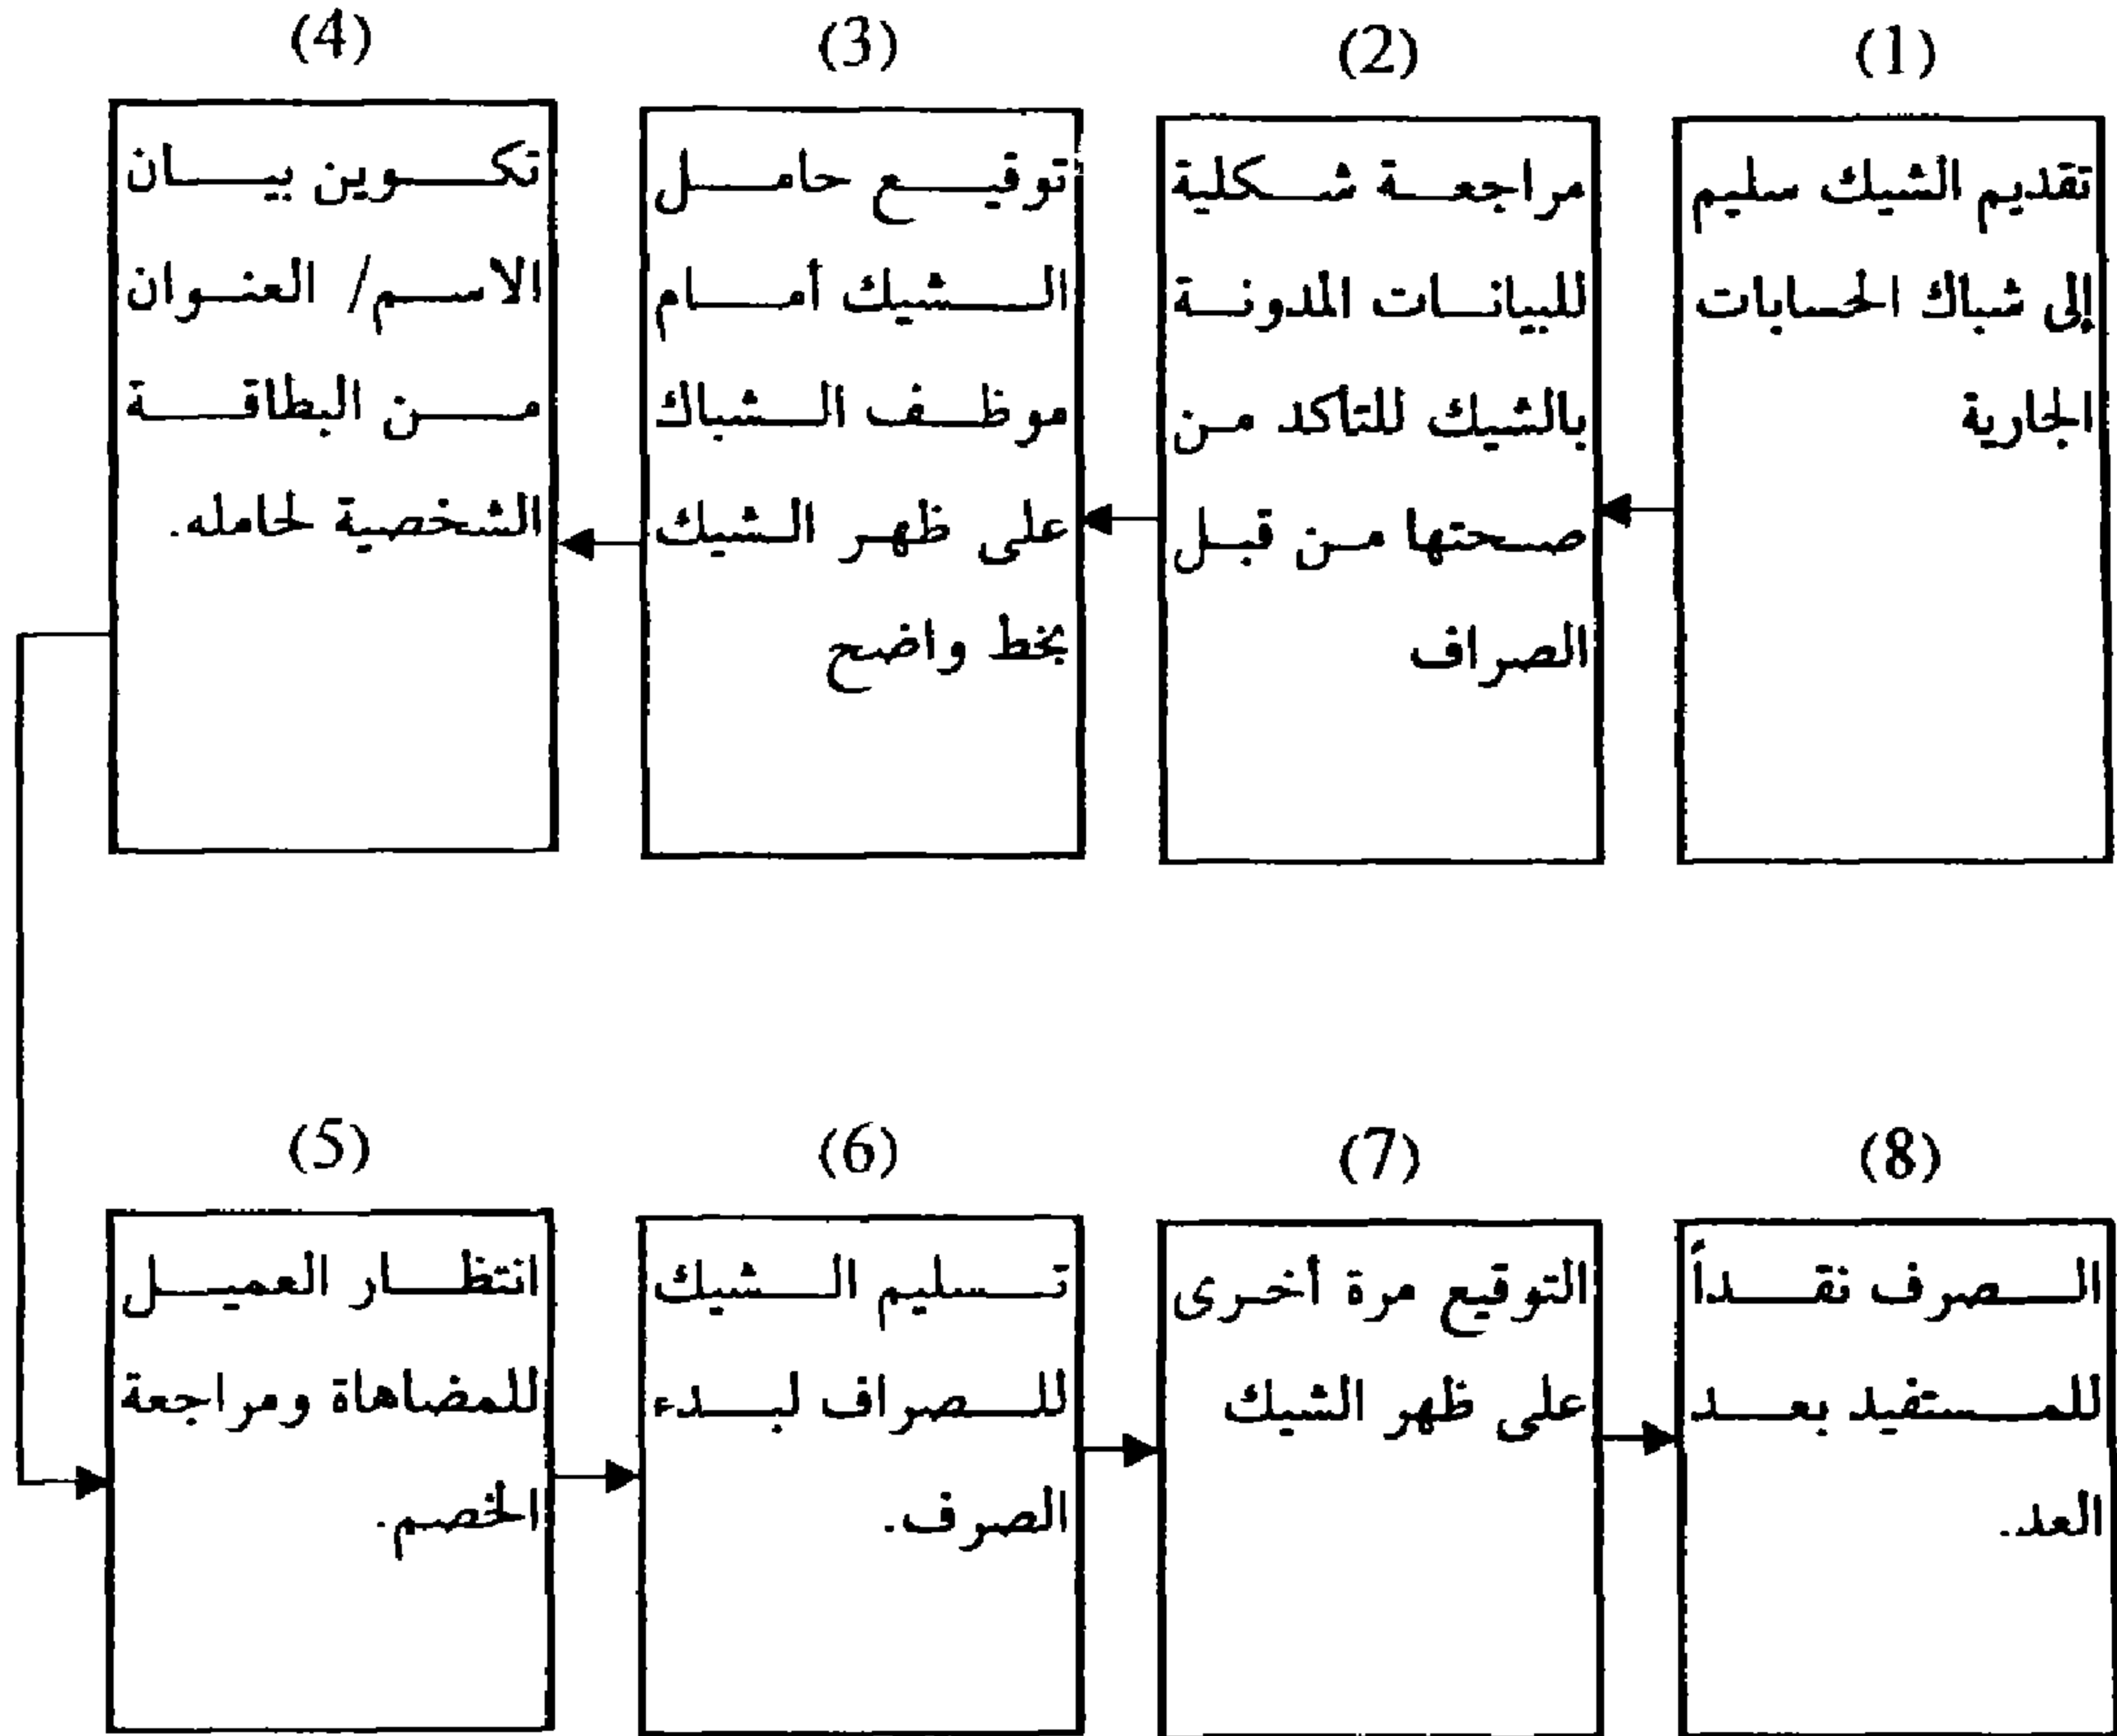 (1)
تقديم الشيك سليم
إلى شباك الحسابات
الجارية
(2)
مراجعة شكلية
للبيانات المدونة
بالشيك للتأكد من
صحتها من قبل
الصراف
(3)
توقيع حامل
الشيك أمام
موظف الشباك
على ظهر الشيك
بخط واضح
(4)
تكوين بيان
الاسم/ العنوان
من البطاقة
الشخصية لحامله.
(5)
انتظار العميل
للمضاهاة ومراجعة
الخصم.
(6)
تسليم الشيك
للصراف لبدء
الصرف.
(7)
التوقيع مرة أخرى
على ظهر الشيك
(8)
الصرف نقداً
للمستفيد بعد
العد.